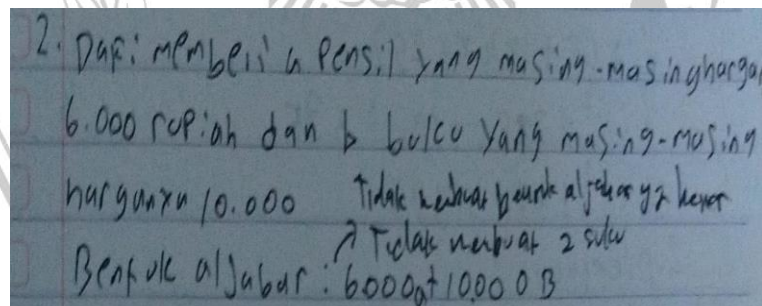 2. Dafi membeli a Pensil yang masing-masing harga
6.000 rupiah dan b buku yang masing-masing
harganya 10.000 Tidak membuat bentuk aljabar yg benar
Tidak membuat 2 suku
Bentuk aljabar : 6000a+10.000 B